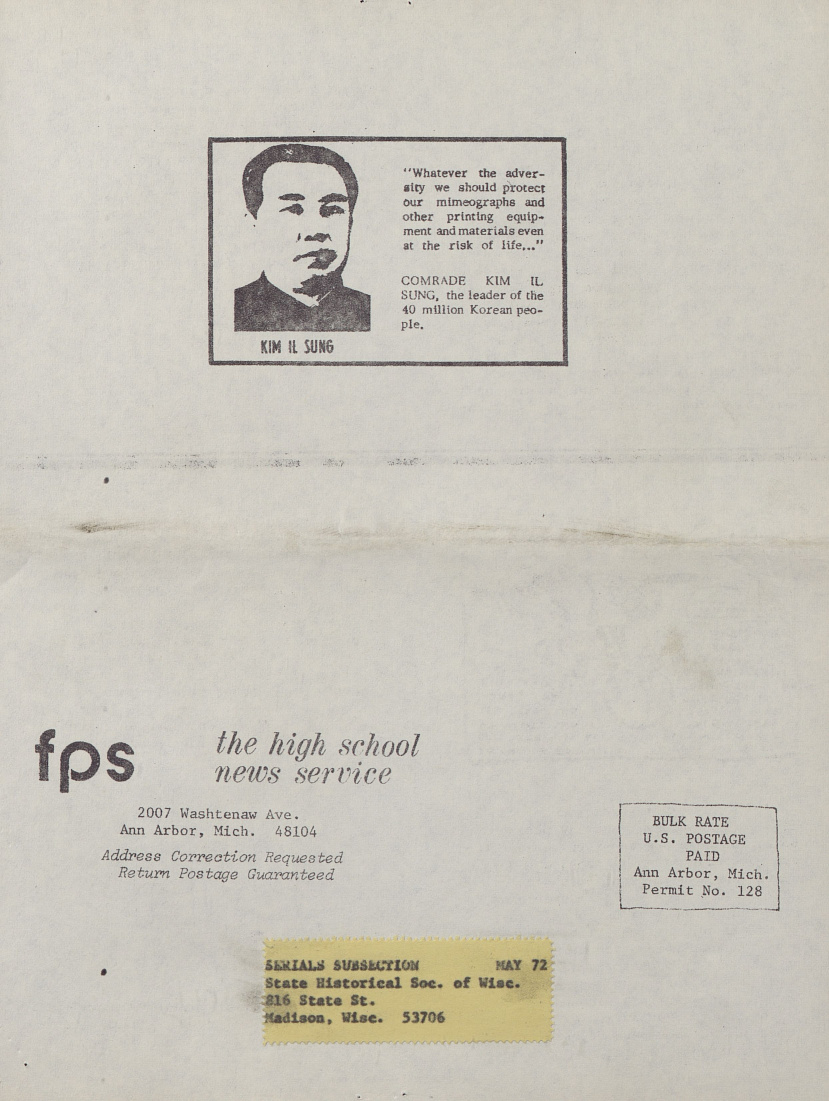 "Whatever the adver-
sity we should protect
our mimeographs and
other printing equip-
ment and materials even
at the risk of life..."
COMRADE KIM IL
SUNG, the leader of the
40 million Korean peo-
ple.
KIM IL SUNG
fps
the high school
news service
2007 Washtenaw Ave.
Ann Arbor, Mich. 48104
Address Correction Requested
Return Postage Guaranteed
BULK RATE
U.S. POSTAGE
PAID
Ann Arbor, Mich.
Permit No. 128
SERIALS SUBSECTION MAY 72
State Historical Soc. of Wisc.
816 State St.
Madison, Wisc. 53706